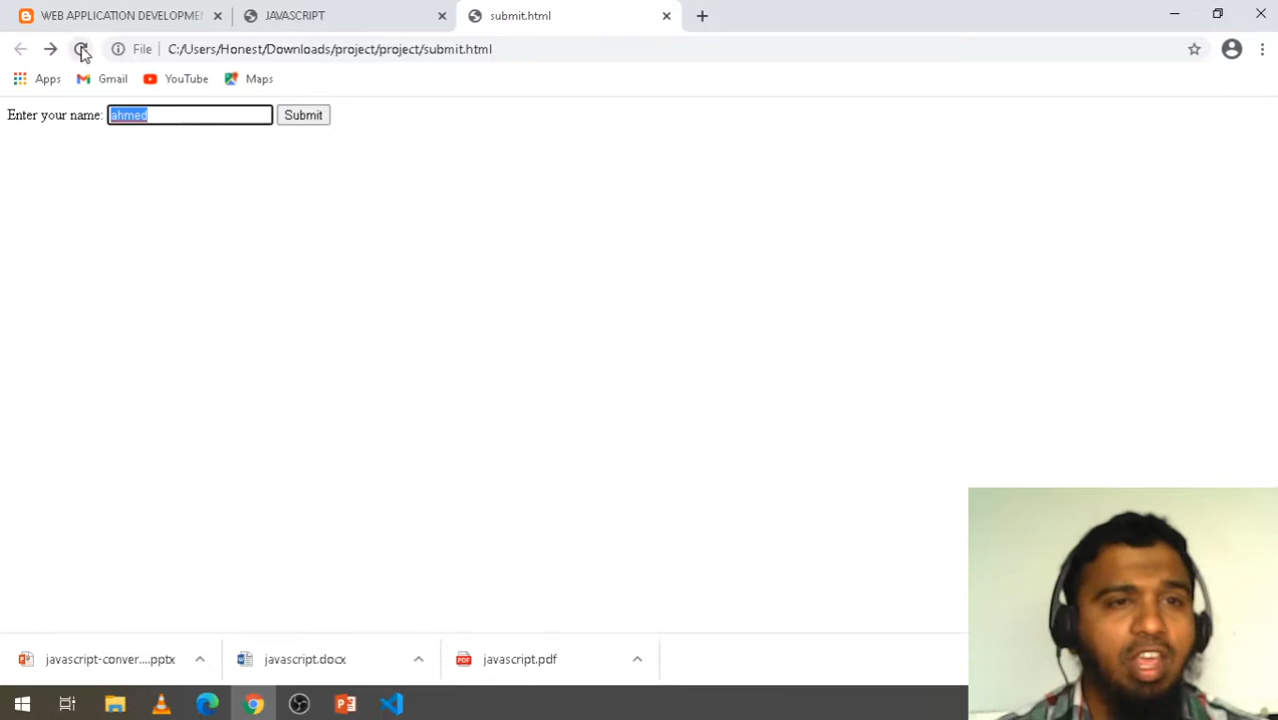 WEB APPLICATION DEVELOPMEN
JAVASCRIPT
submit.html
File
C:/Users/Honest/Downloads/project/project/submit.html
Apps
Gmail
YouTube
Maps
Enter your name: ahmed Submit
javascript-conver....pptx
javascript.docx
javascript.pdf